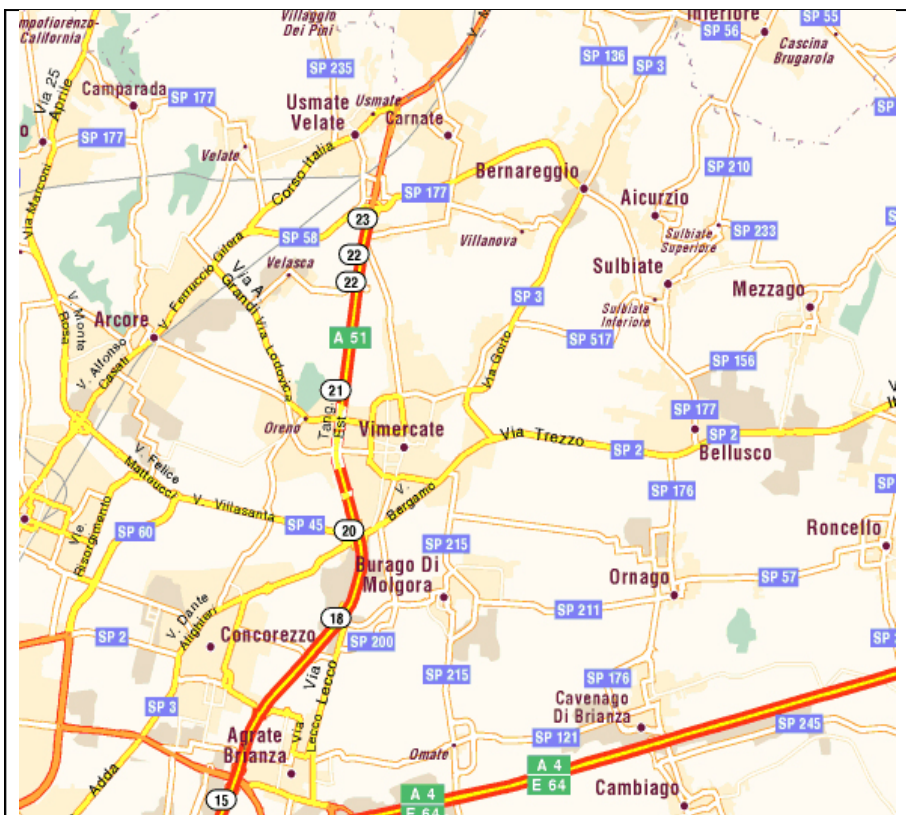 mpofiorenzo-
California
Villaggio
Dei Pini
Inferiore
SP 55
SP 56
Cascina
Brugarola
SP 136
SP 3
SP 235
Via 25
Aprile
Camparada
SP 177
Usmate
Velate
Usmate
Carnate
SP
o
SP 177
Velate
Corso Italia
Bernareggio
SP 210
SP 177
Aicurzio
Via Marconi
23
SP 58
V. Ferruccio Gilera
Villanova
Sulbiate
Superiore
SP 233
22
Velasca
22
Via A.
Grandi
Via Lodovica
Sulbiate
Mezzago
SP 3
Sulbiate
Inferiore
V. Monte
Rosa
Arcore
A 51
SP 517
Via Gotto
SP 156
V. Alfonso
Casati
21
Tang.
Est
Oreno
Vimercate
SP 177
Via Trezzo
SP 2
SP 2
Bellusco
V. Felice
Matteucci
V. Villasanta
V.
Bergamo
SP 176
SP
Vle.
Risorgimento
SP 60
SP 45
20
SP 215
Roncello
Burago Di
Molgora
Ornago
SP 57
SP 211
18
V. Dante
Alighieri
SP 2
Concorezzo
SP 200
Via
Lecco
SP 215
SP 176
SP 3
Cavenago
Di Brianza
SP 245
Via
Lecco
SP 121
Agrate
Brianza
Omate
Adda
A 4
E 64
15
A 4
E 64
Cambiago